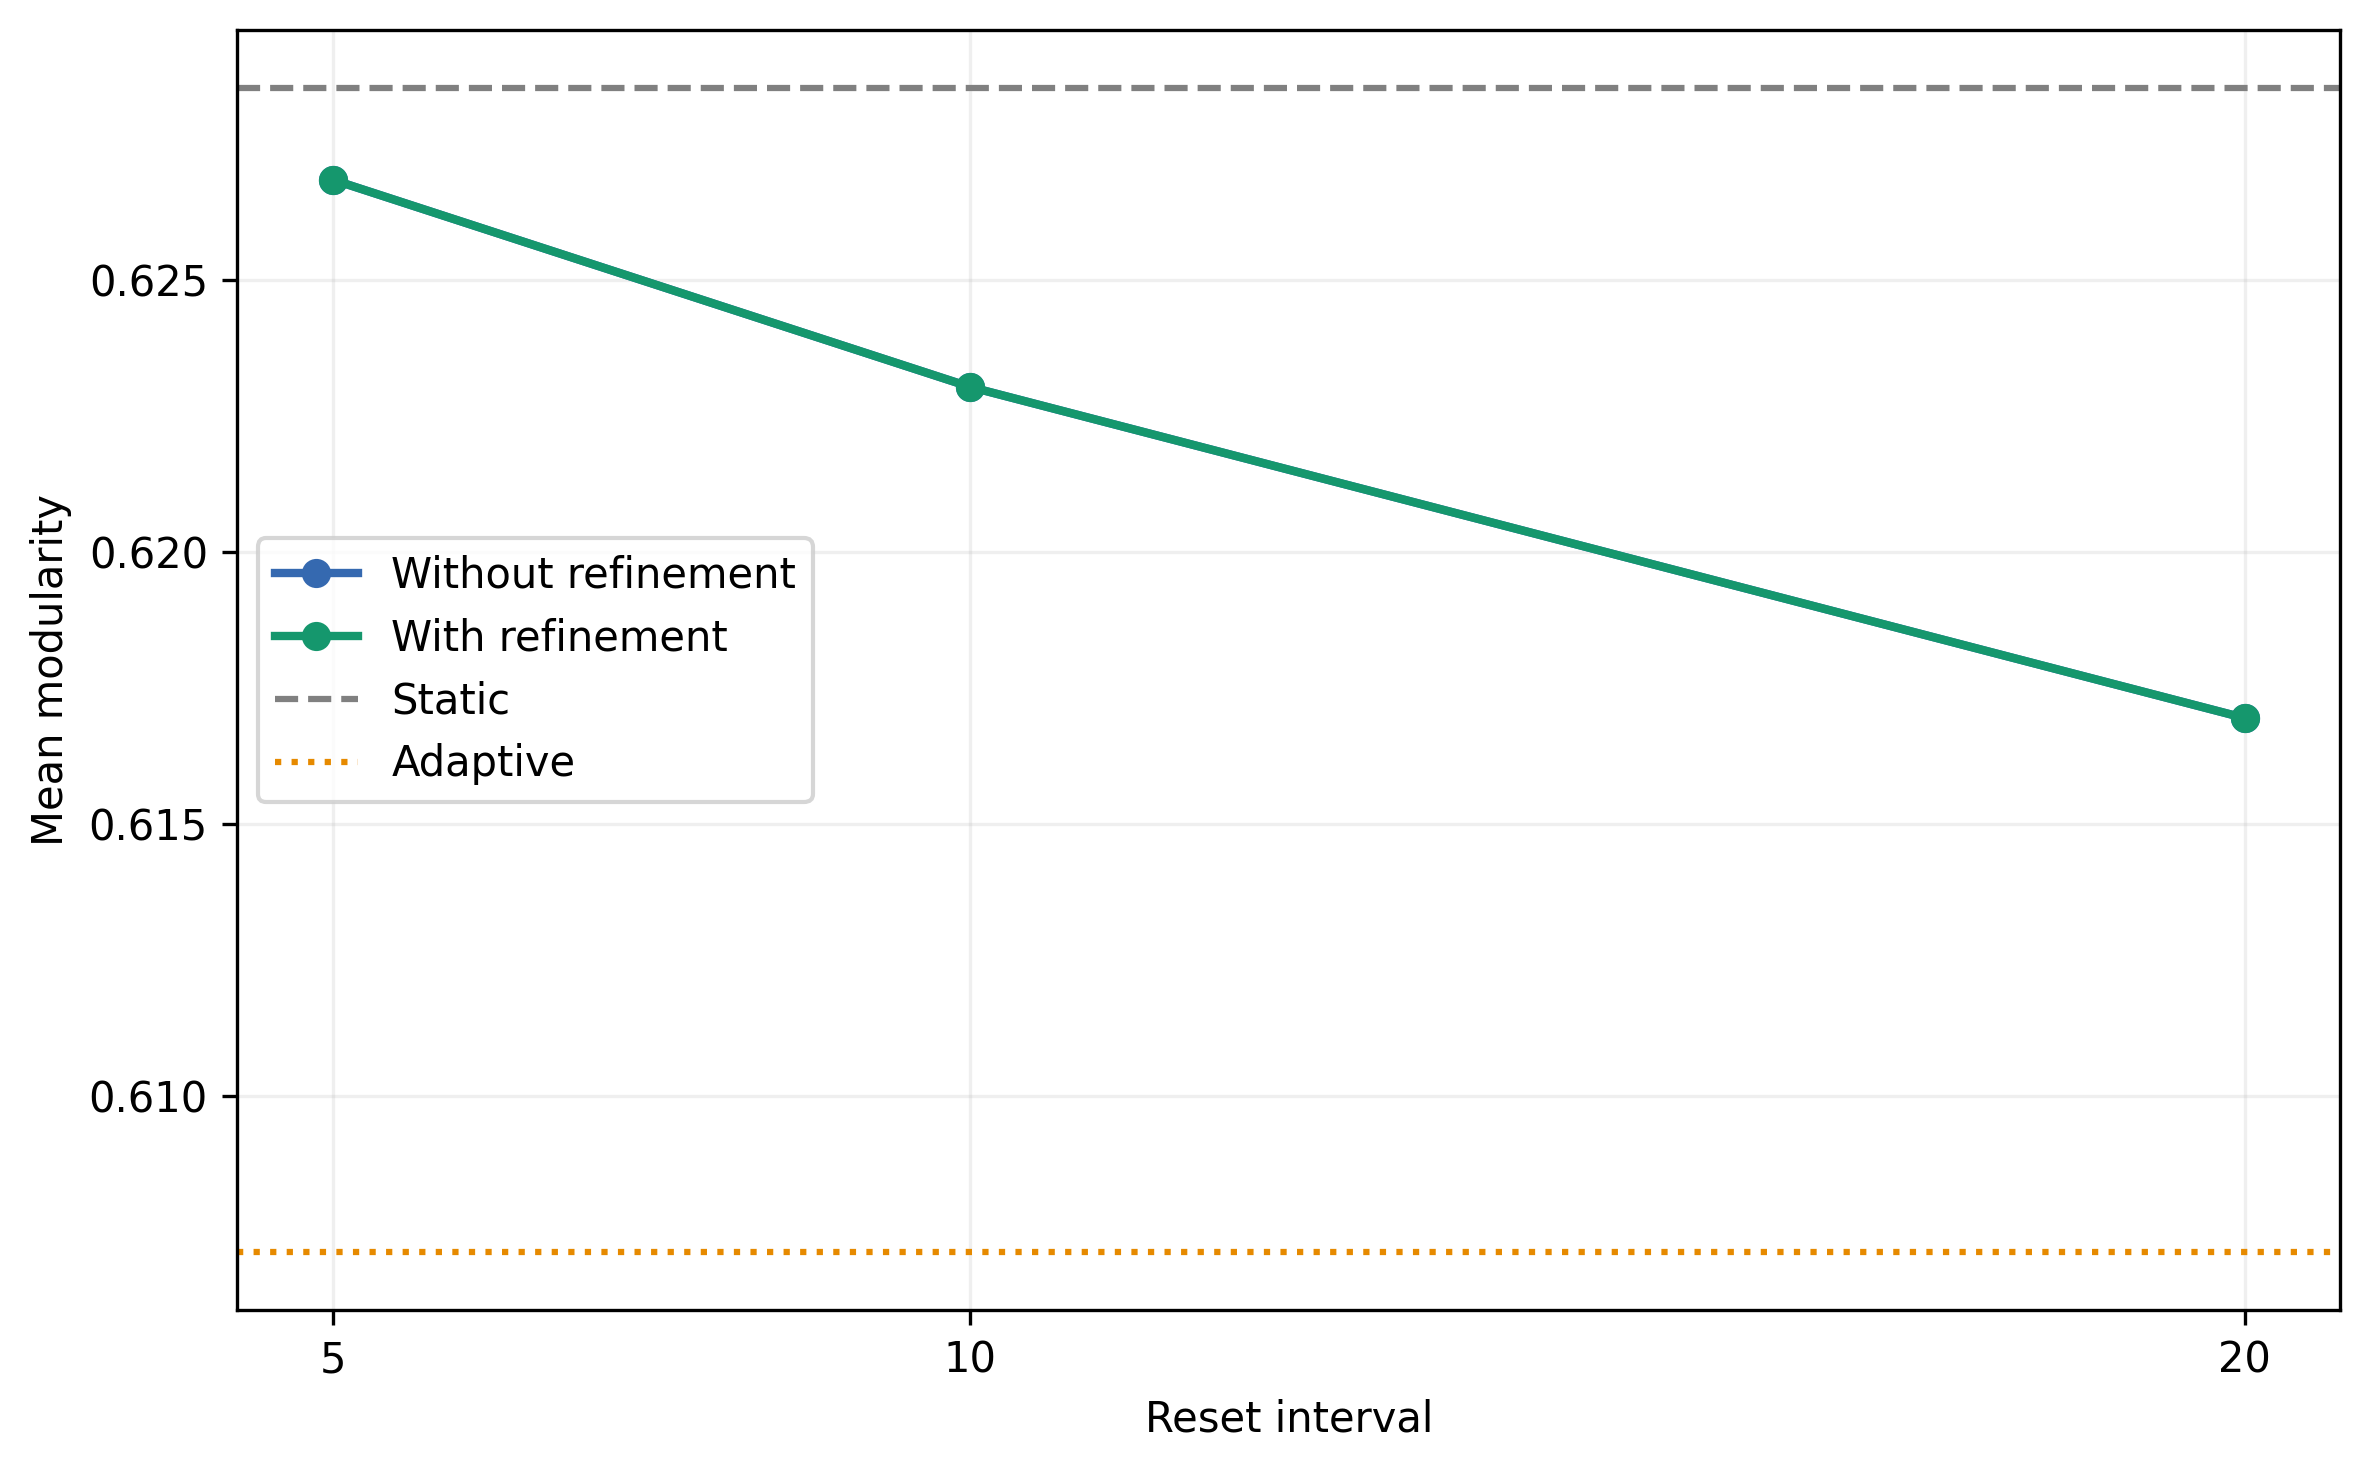 0.625
0.620
0.615
0.610
Mean modularity
Without refinement
With refinement
Static
Adaptive
5
10
20
Reset interval